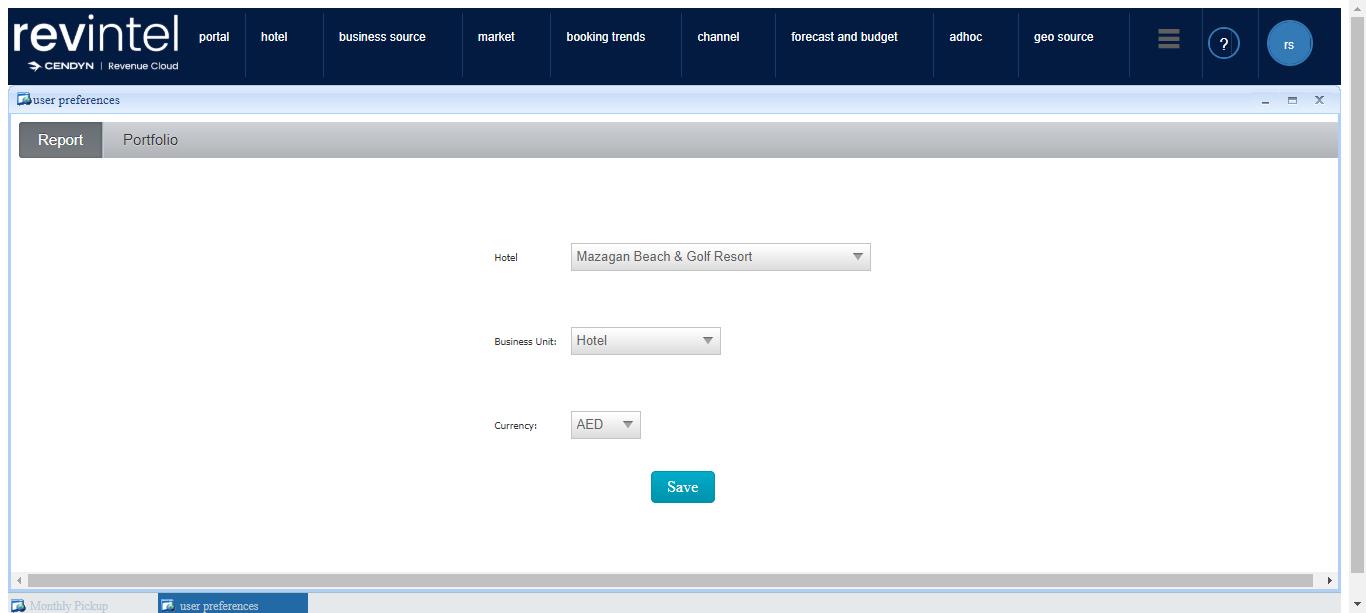 revintel
CENDYN | Revenue Cloud
portal hotel business source market booking trends channel forecast and budget adhoc geo source ? rs
user preferences
Report Portfolio
Hotel Mazagan Beach & Golf Resort
Business Unit: Hotel
Currency: AED
Save
Monthly Pickup user preferences